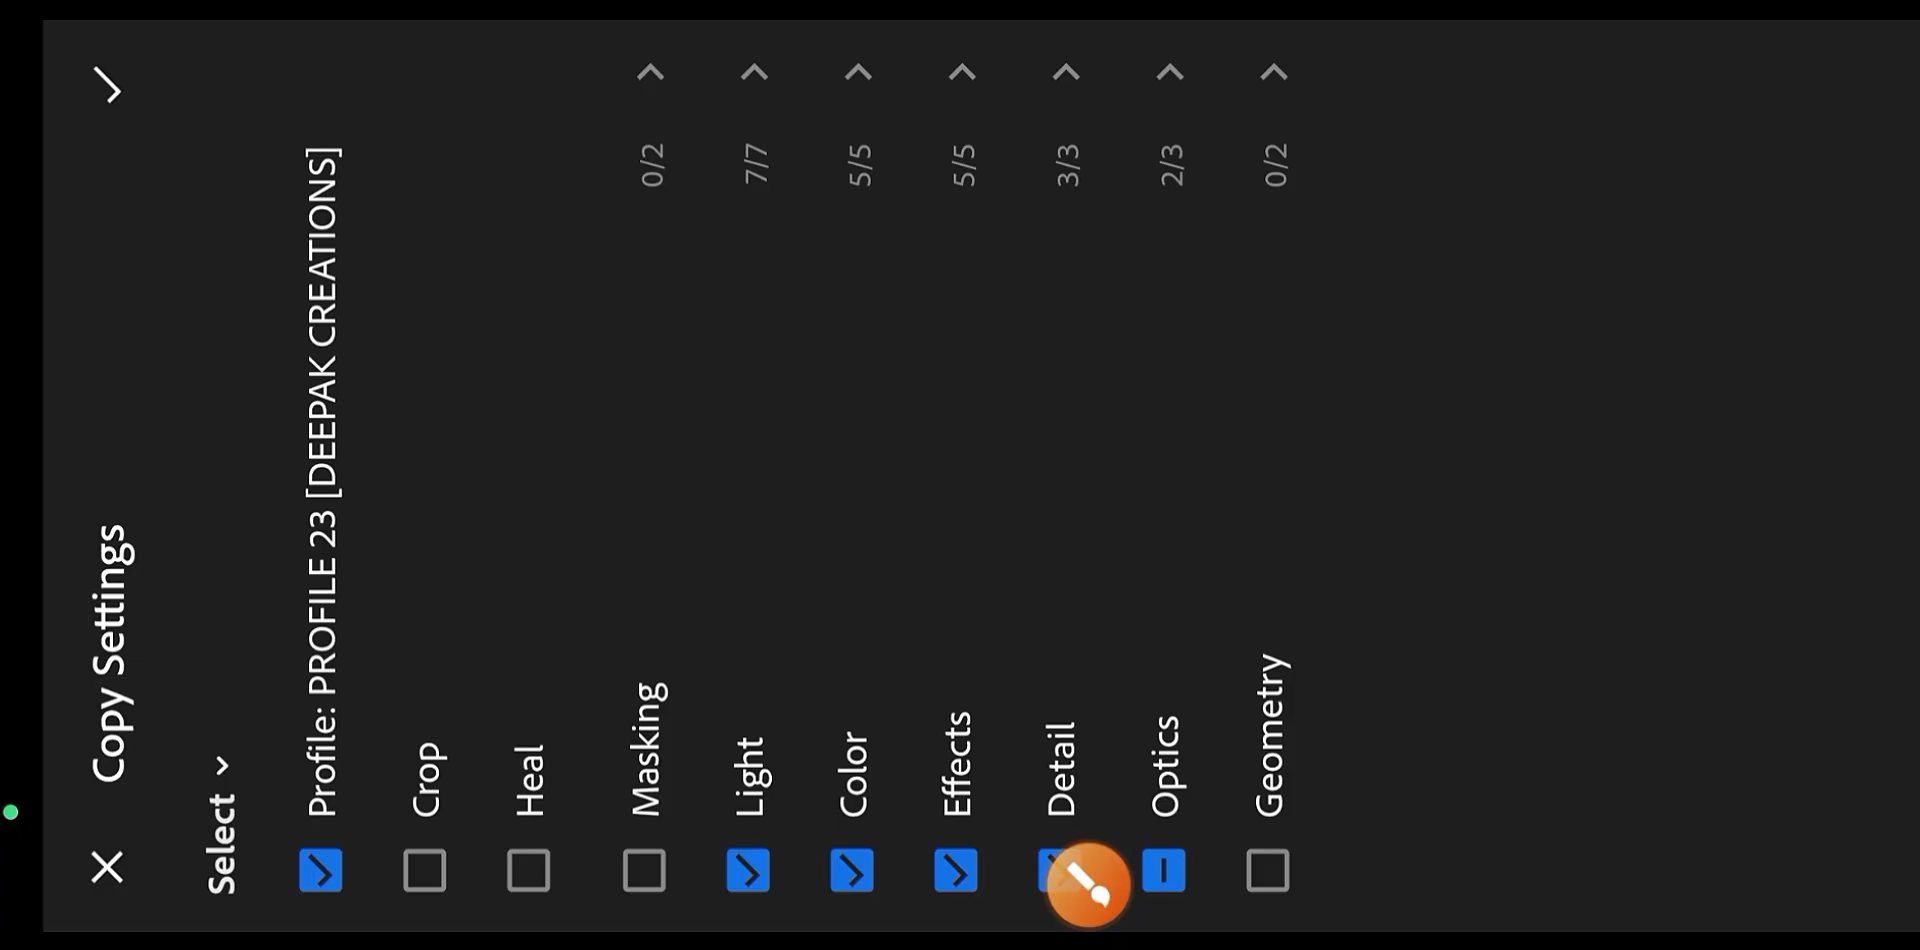 Copy Settings
Select
Profile: PROFILE 23 [DEEPAK CREATIONS]
Crop
Heal
Masking 0/2
Light 7/7
Color 5/5
Effects 5/5
Detail 3/3
Optics 2/3
Geometry 0/2